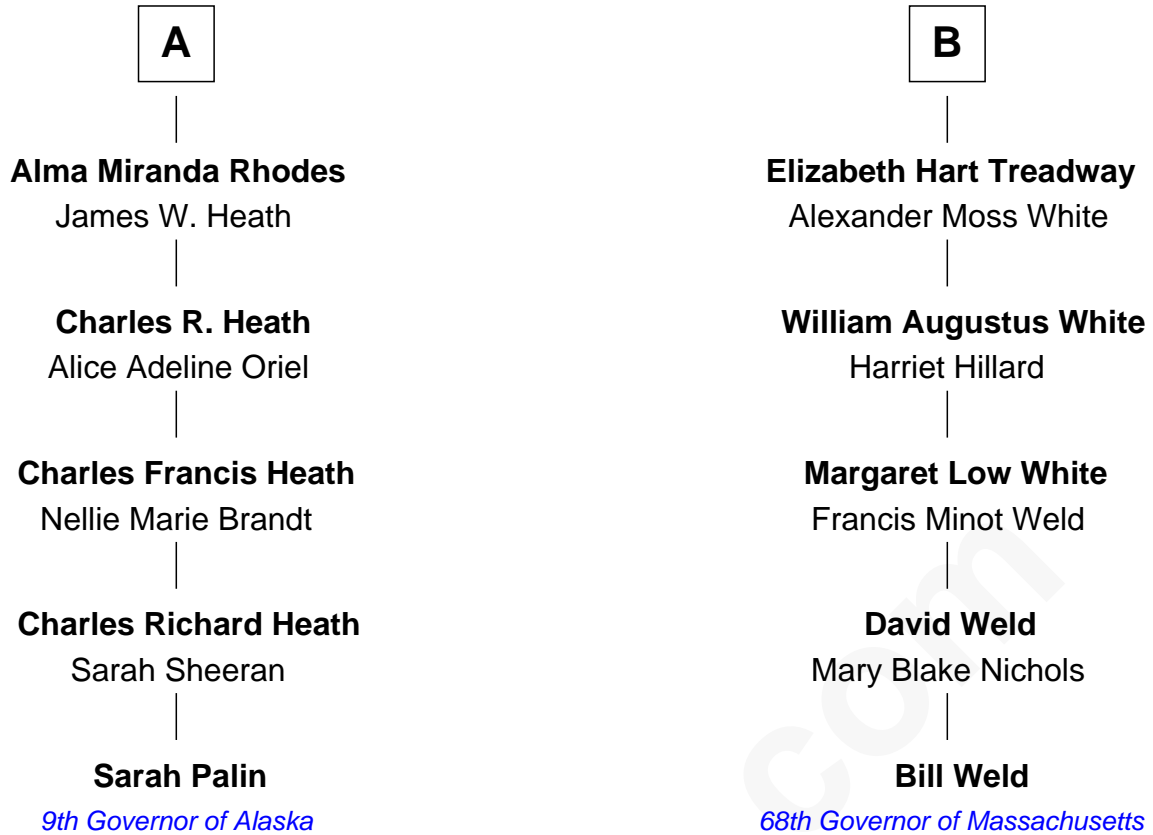 A
Alma Miranda Rhodes
James W. Heath
Charles R. Heath
Alice Adeline Oriel
Charles Francis Heath
Nellie Marie Brandt
Charles Richard Heath
Sarah Sheeran
Sarah Palin
9th Governor of Alaska
B
Elizabeth Hart Treadway
Alexander Moss White
William Augustus White
Harriet Hillard
Margaret Low White
Francis Minot Weld
David Weld
Mary Blake Nichols
Bill Weld
68th Governor of Massachusetts
com